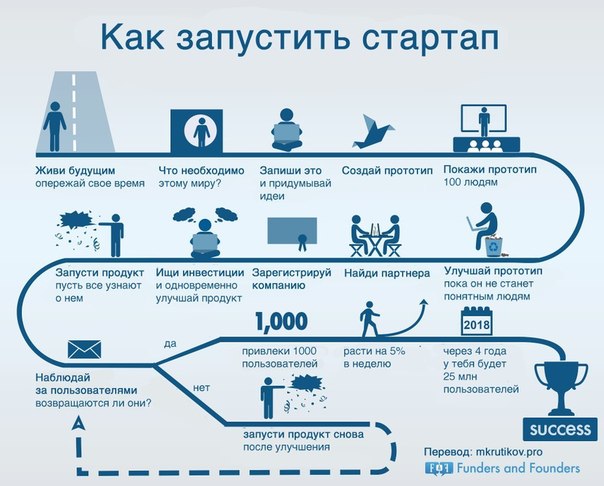 Как запустить стартап
Живи будущим
опережай свое время
Что необходимо
этому миру?
Запиши это
и придумывай
идеи
Создай прототип
Покажи прототип
100 людям
Запусти продукт
пусть все узнают
о нем
Ищи инвестиции
и одновременно
улучшай продукт
Зарегистрируй
компанию
Найди партнера
Улучшай прототип
пока он не станет
понятным людям
Наблюдай
за пользователями
возвращаются ли они?
да
нет
1,000
привлеки 1000
пользователей
расти на 5%
в неделю
2018
через 4 года
у тебя будет
25 млн
пользователей
запусти продукт снова
после улучшения
success
Перевод: mkrutikov.pro
Funders and Founders